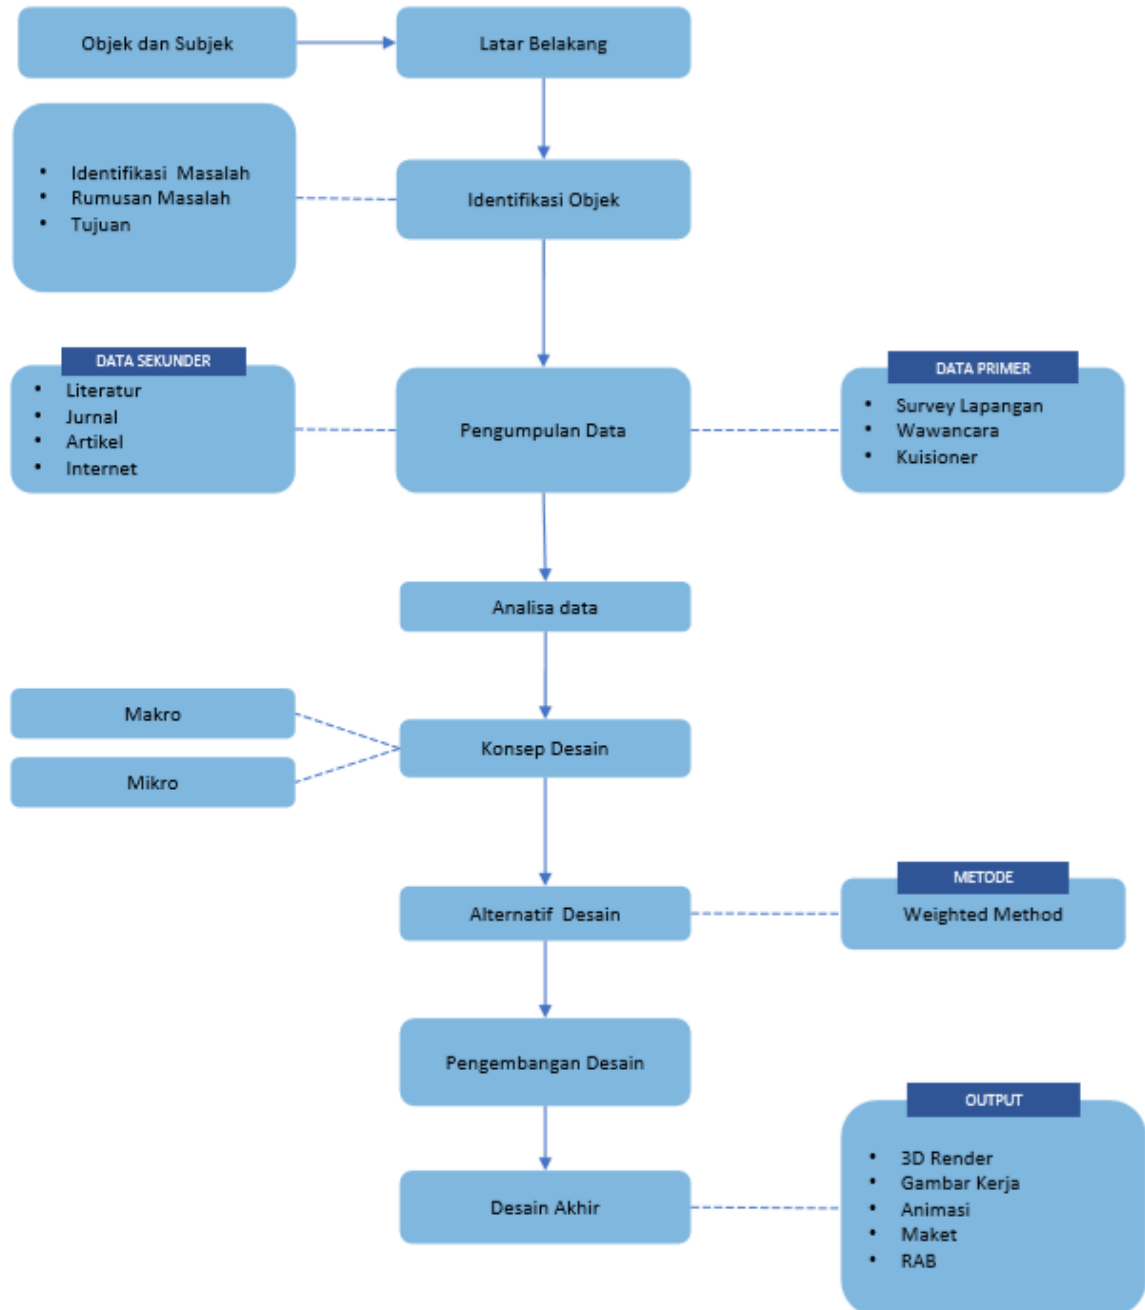 Objek dan Subjek
Latar Belakang
• Identifikasi Masalah
• Rumusan Masalah
• Tujuan
Identifikasi Objek
DATA SEKUNDER
• Literatur
• Jurnal
• Artikel
• Internet
Pengumpulan Data
DATA PRIMER
• Survey Lapangan
• Wawancara
• Kuisioner
Analisa data
Makro
Mikro
Konsep Desain
Alternatif Desain
METODE
Weighted Method
Pengembangan Desain
Desain Akhir
OUTPUT
• 3D Render
• Gambar Kerja
• Animasi
• Maket
• RAB